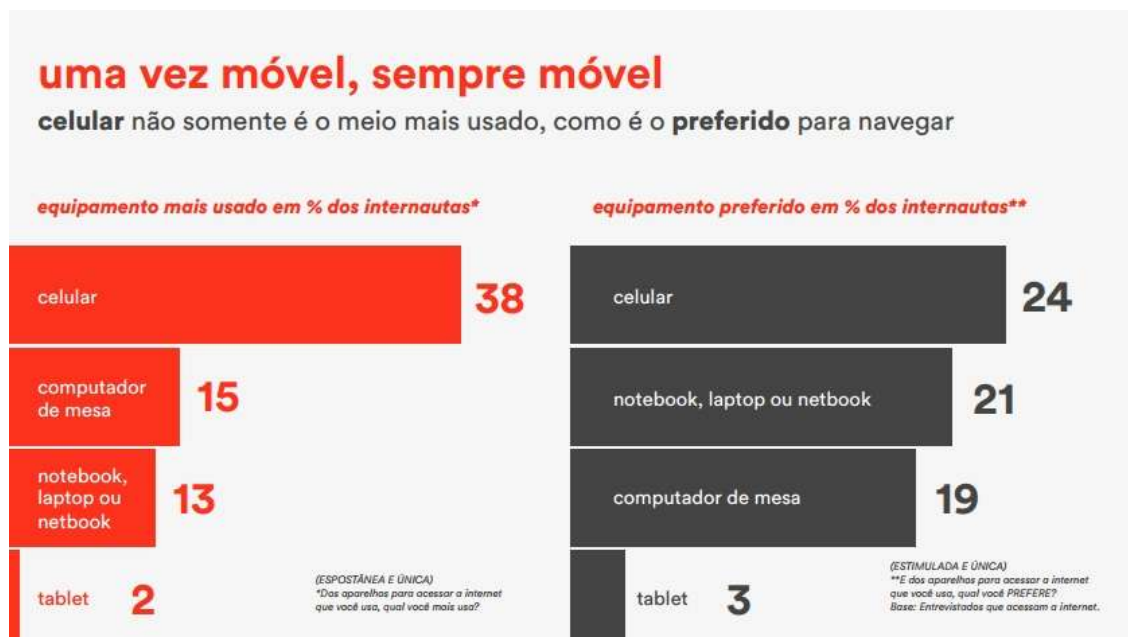 uma vez móvel, sempre móvel
celular não somente é o meio mais usado, como é o preferido para navegar
equipamento mais usado em % dos internautas*
celular
38
computador
de mesa
15
notebook,
laptop ou
netbook
13
tablet
2
(ESPOSTÂNEA E ÚNICA)
*Dos aparelhos para acessar a internet
que você usa, qual você mais usa?
equipamento preferido em % dos internautas**
celular
24
notebook, laptop ou netbook
21
computador de mesa
19
tablet
3
(ESTIMULADA E ÚNICA)
**E dos aparelhos para acessar a internet
que você usa, qual você PREFERE?
Base: Entrevistados que acessam a internet.